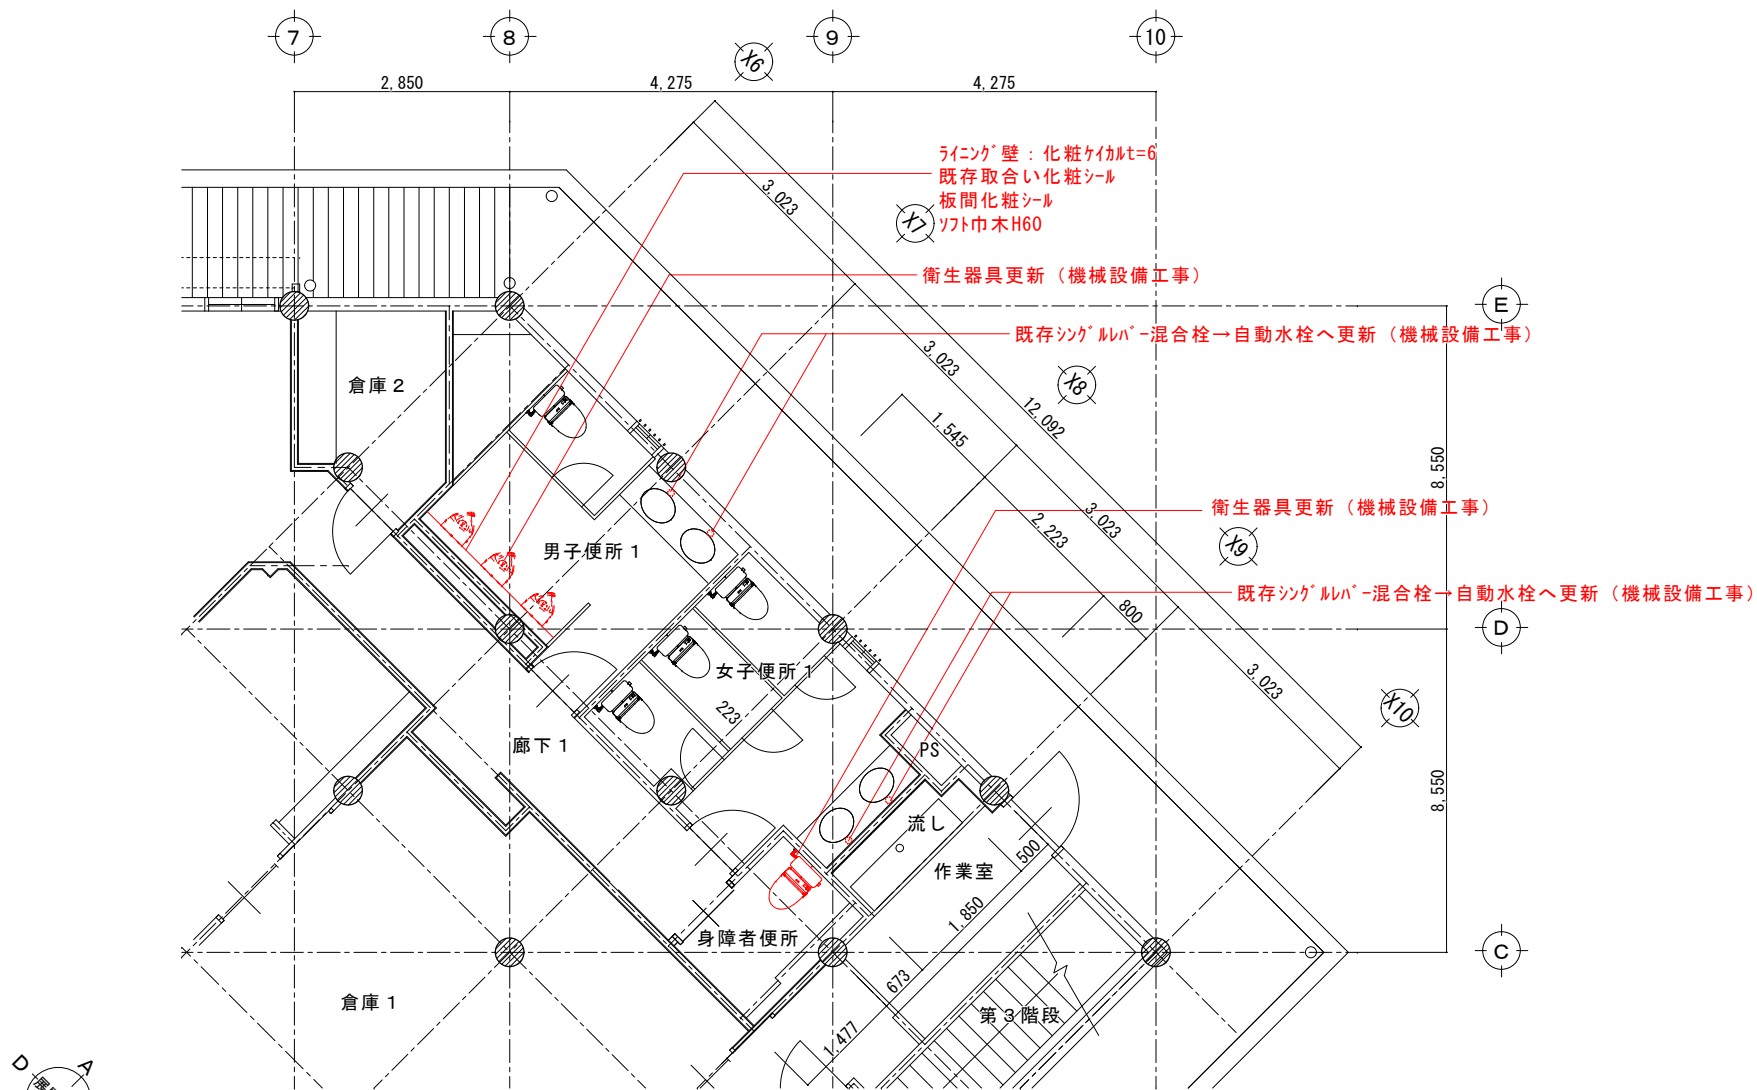 7
8
9
10
X6
2,850
4,275
4,275
ﾗｲﾆﾝｸﾞ壁：化粧ｹｲｶﾙt=6
既存取合い化粧ｼｰﾙ
板間化粧ｼｰﾙ
ｿﾌﾄ巾木H60
3,023
X7
衛生器具更新（機械設備工事）
E
既存ｼﾝｸﾞﾙﾚﾊﾞｰ混合栓→自動水栓へ更新（機械設備工事）
3,023
X8
倉庫２
12,092
1,545
8,550
衛生器具更新（機械設備工事）
3,023
2,223
X9
男子便所１
既存ｼﾝｸﾞﾙﾚﾊﾞｰ混合栓→自動水栓へ更新（機械設備工事）
800
D
女子便所１
3,023
X10
223
廊下１
PS
8,550
流し
500
作業室
1,850
身障者便所
C
673
倉庫１
第３階段
1,477
D
A